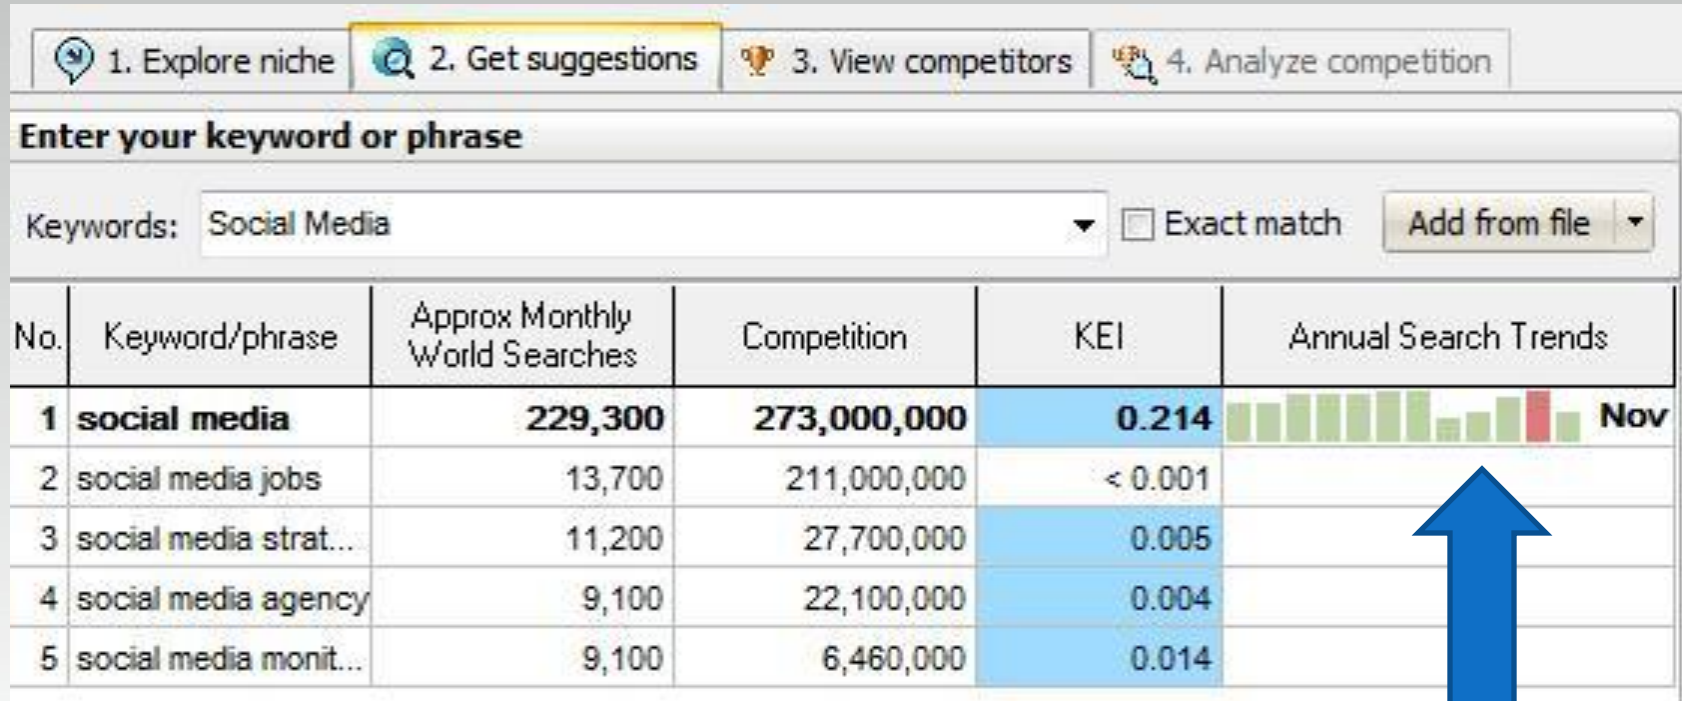 1. Explore niche 2. Get suggestions 3. View competitors 4. Analyze competition
Enter your keyword or phrase
Keywords: Social Media Exact match Add from file
No. Keyword/phrase Approx Monthly World Searches Competition KEI Annual Search Trends
1 social media 229,300 273,000,000 0.214 Nov
2 social media jobs 13,700 211,000,000 < 0.001
3 social media strat... 11,200 27,700,000 0.005
4 social media agency 9,100 22,100,000 0.004
5 social media monit... 9,100 6,460,000 0.014